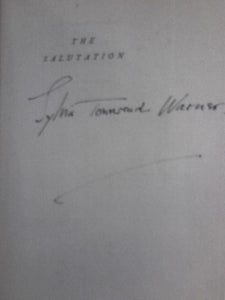 THE
SALUTATION
Sylvia Townsend Warner